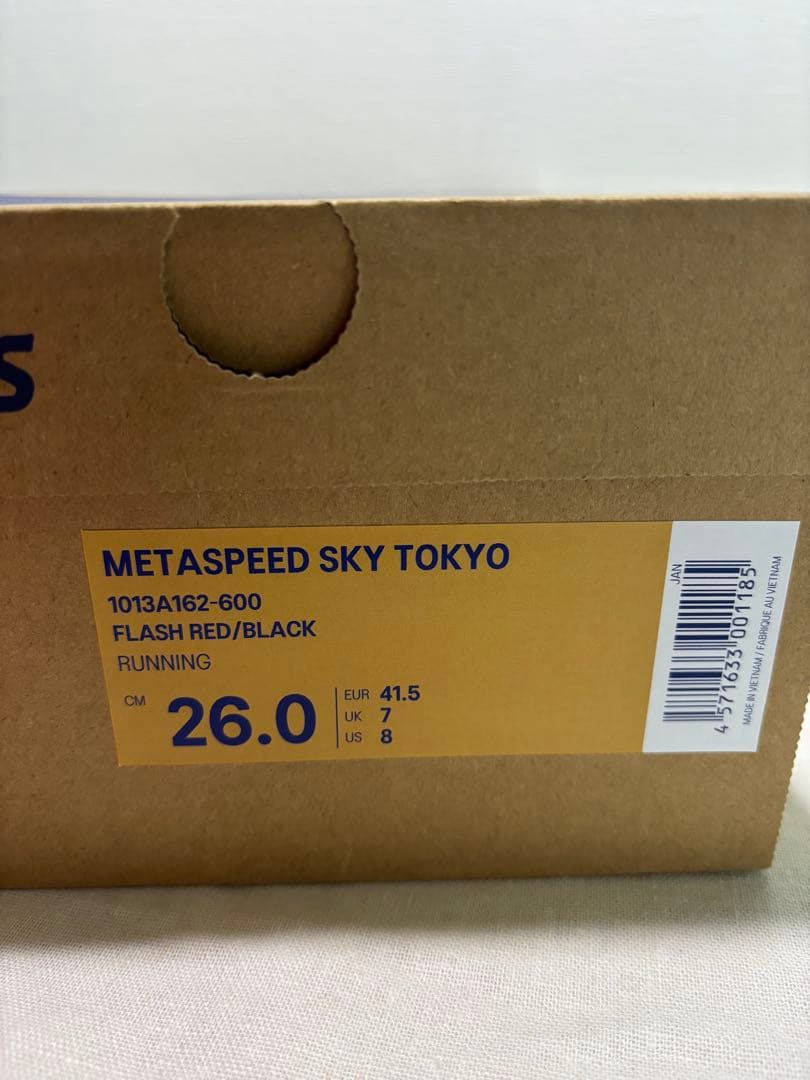 S
METASPEED SKY TOKYO
1013A162-600
FLASH RED/BLACK
RUNNING
CM 26.0
EUR 41.5
UK 7
US 8
JAN
4 571633 001185
MADE IN VIETNAM / FABRIQUE AU VIETNAM